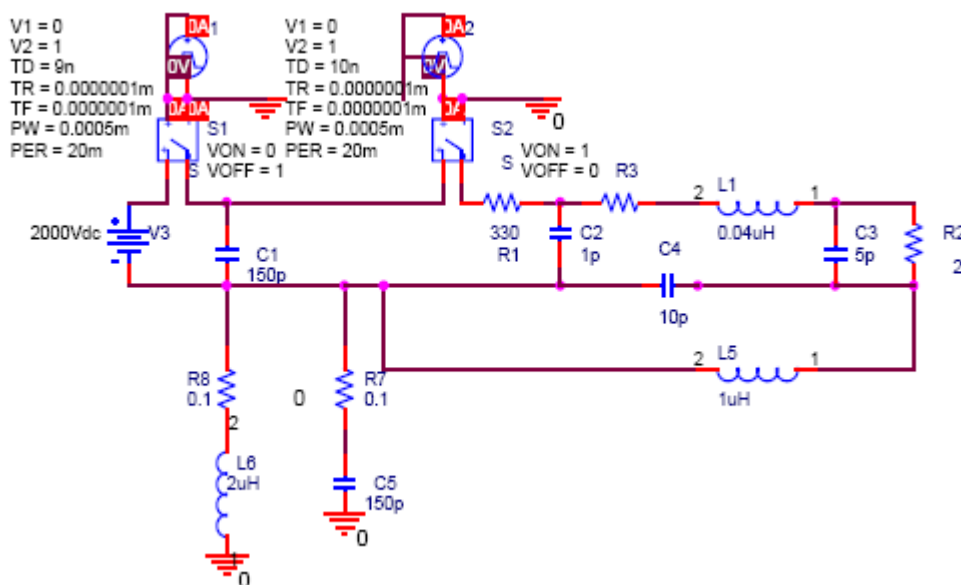 V1 = 0
V2 = 1
TD = 9n
TR = 0.0000001m
TF = 0.0000001m
PW = 0.0005m
PER = 20m
0A
1
0V
0A
0A
S1
S
VON = 0
VOFF = 1
V1 = 0
V2 = 1
TD = 10n
TR = 0.0000001m
TF = 0.0000001m
PW = 0.0005m
PER = 20m
0A
2
0V
0A
0
S2
S
VON = 1
VOFF = 0
2000Vdc
V3
C1
150p
330
R1
C2
1p
R3
2
L1
1
0.04uH
C4
10p
C3
5p
R2
2
2
L5
1
1uH
R8
0.1
2
L6
2uH
1
0
0
R7
0.1
C5
150p
0